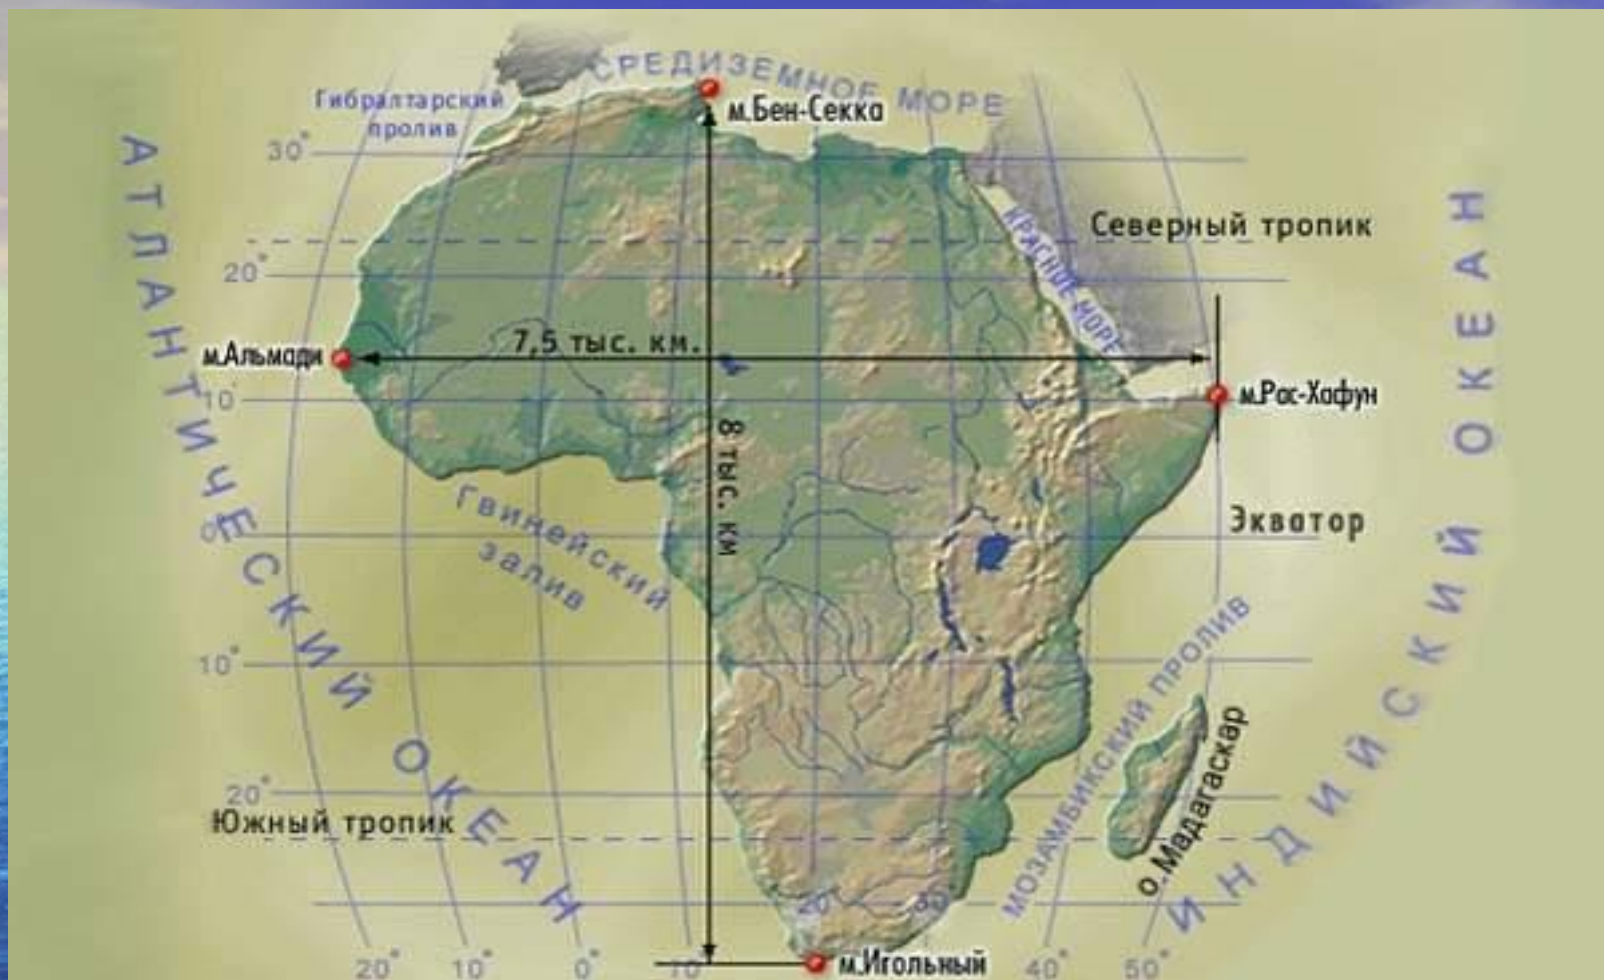 СРЕДИЗЕМНОЕ МОРЕ
Гибралтарский
пролив
м.Бен-Секка
30°
АТЛАНТИЧЕСКИЙ ОКЕАН
КРАСНОЕ МОРЕ
Северный тропик
20°
7,5 тыс. км.
м.Альмади
10°
м.Рас-Хафун
8 тыс. км
Гвинейский
залив
0°
Экватор
10°
МОЗАМБИКСКИЙ ПРОЛИВ
ИНДИЙСКИЙ ОКЕАН
о.Мадагаскар
20°
Южный тропик
20°
30°
20°
10°
0°
10°
м.Игольный
40°
50°